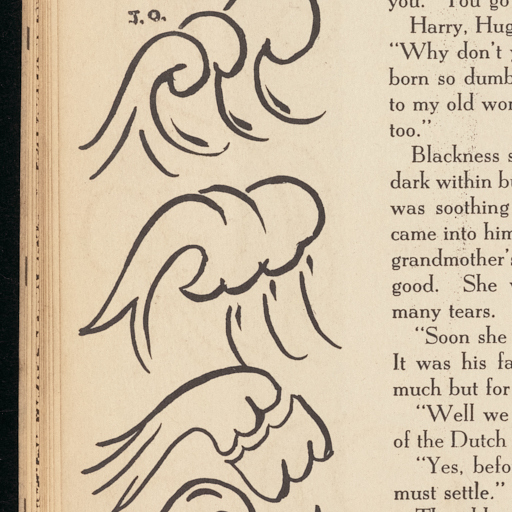 J.O.
you. "You go
Harry, Hug
"Why don't y
born so dumb
to my old wor
too."
Blackness s
dark within bu
was soothing
came into him
grandmother's
good. She w
many tears.
"Soon she
It was his fa
much but for
"Well we
of the Dutch
"Yes, befo
must settle."